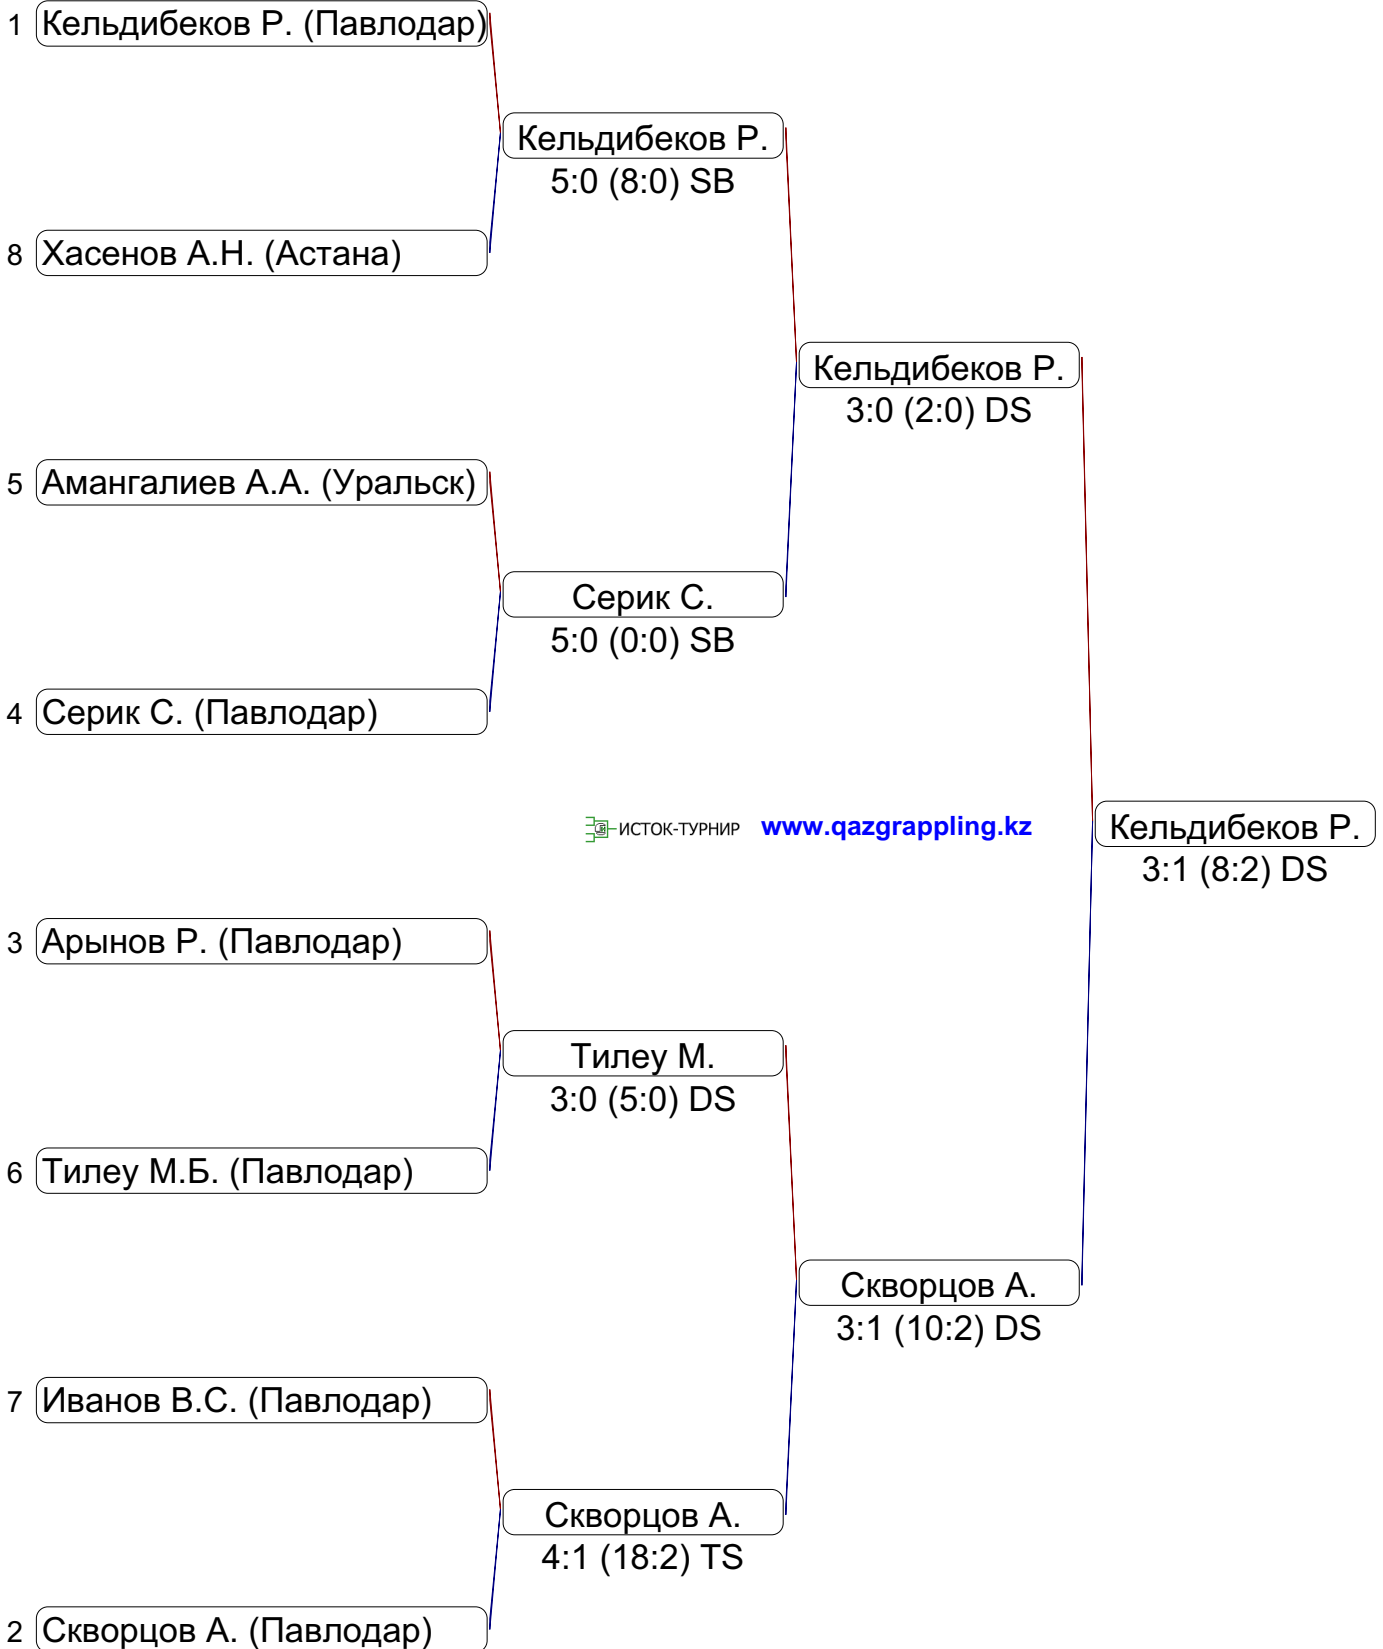 1 Кельдибеков Р. (Павлодар)
Кельдибеков Р.
5:0 (8:0) SB
8 Хасенов А.Н. (Астана)
Кельдибеков Р.
3:0 (2:0) DS
5 Амангалиев А.А. (Уральск)
Серик С.
5:0 (0:0) SB
4 Серик С. (Павлодар)
ИСТОК-ТУРНИР www.qazgrappling.kz
Кельдибеков Р.
3:1 (8:2) DS
3 Арынов Р. (Павлодар)
Тилеу М.
3:0 (5:0) DS
6 Тилеу М.Б. (Павлодар)
Скворцов А.
3:1 (10:2) DS
7 Иванов В.С. (Павлодар)
Скворцов А.
4:1 (18:2) TS
2 Скворцов А. (Павлодар)